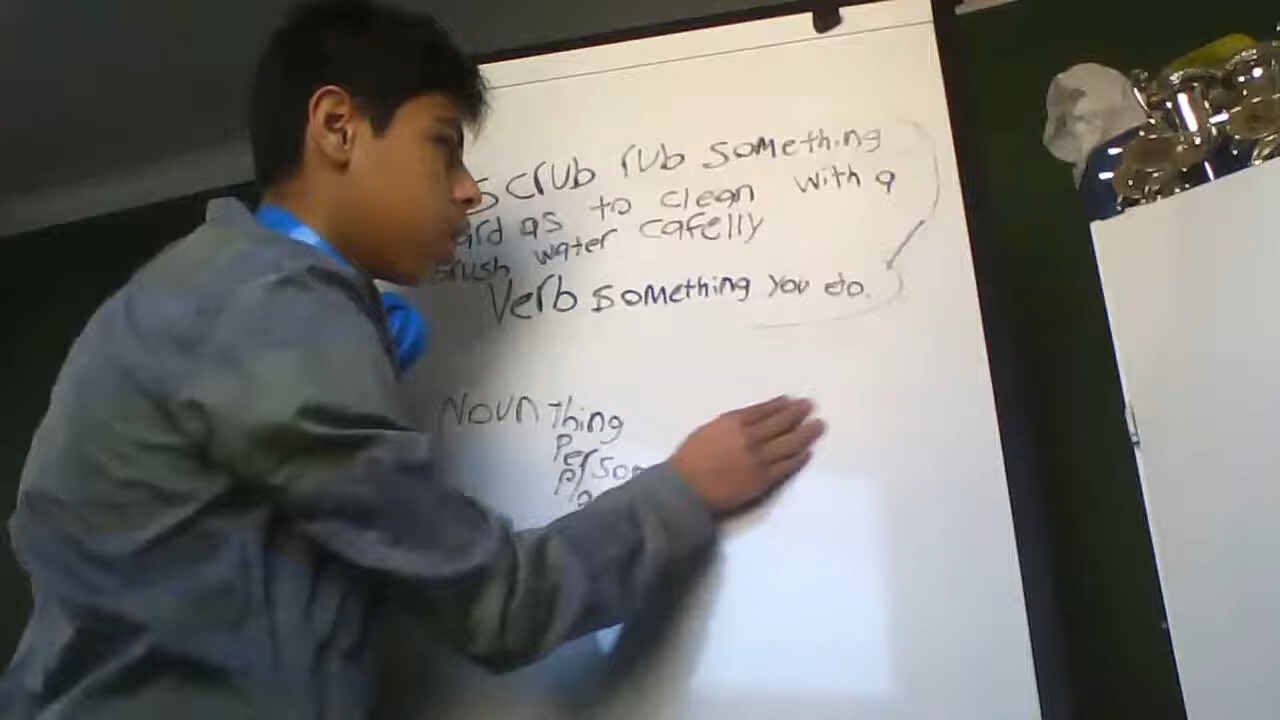 Scrub rub something
ard as to clean with a
brush water cafelly
Verb something you do.
Noun thing
Person